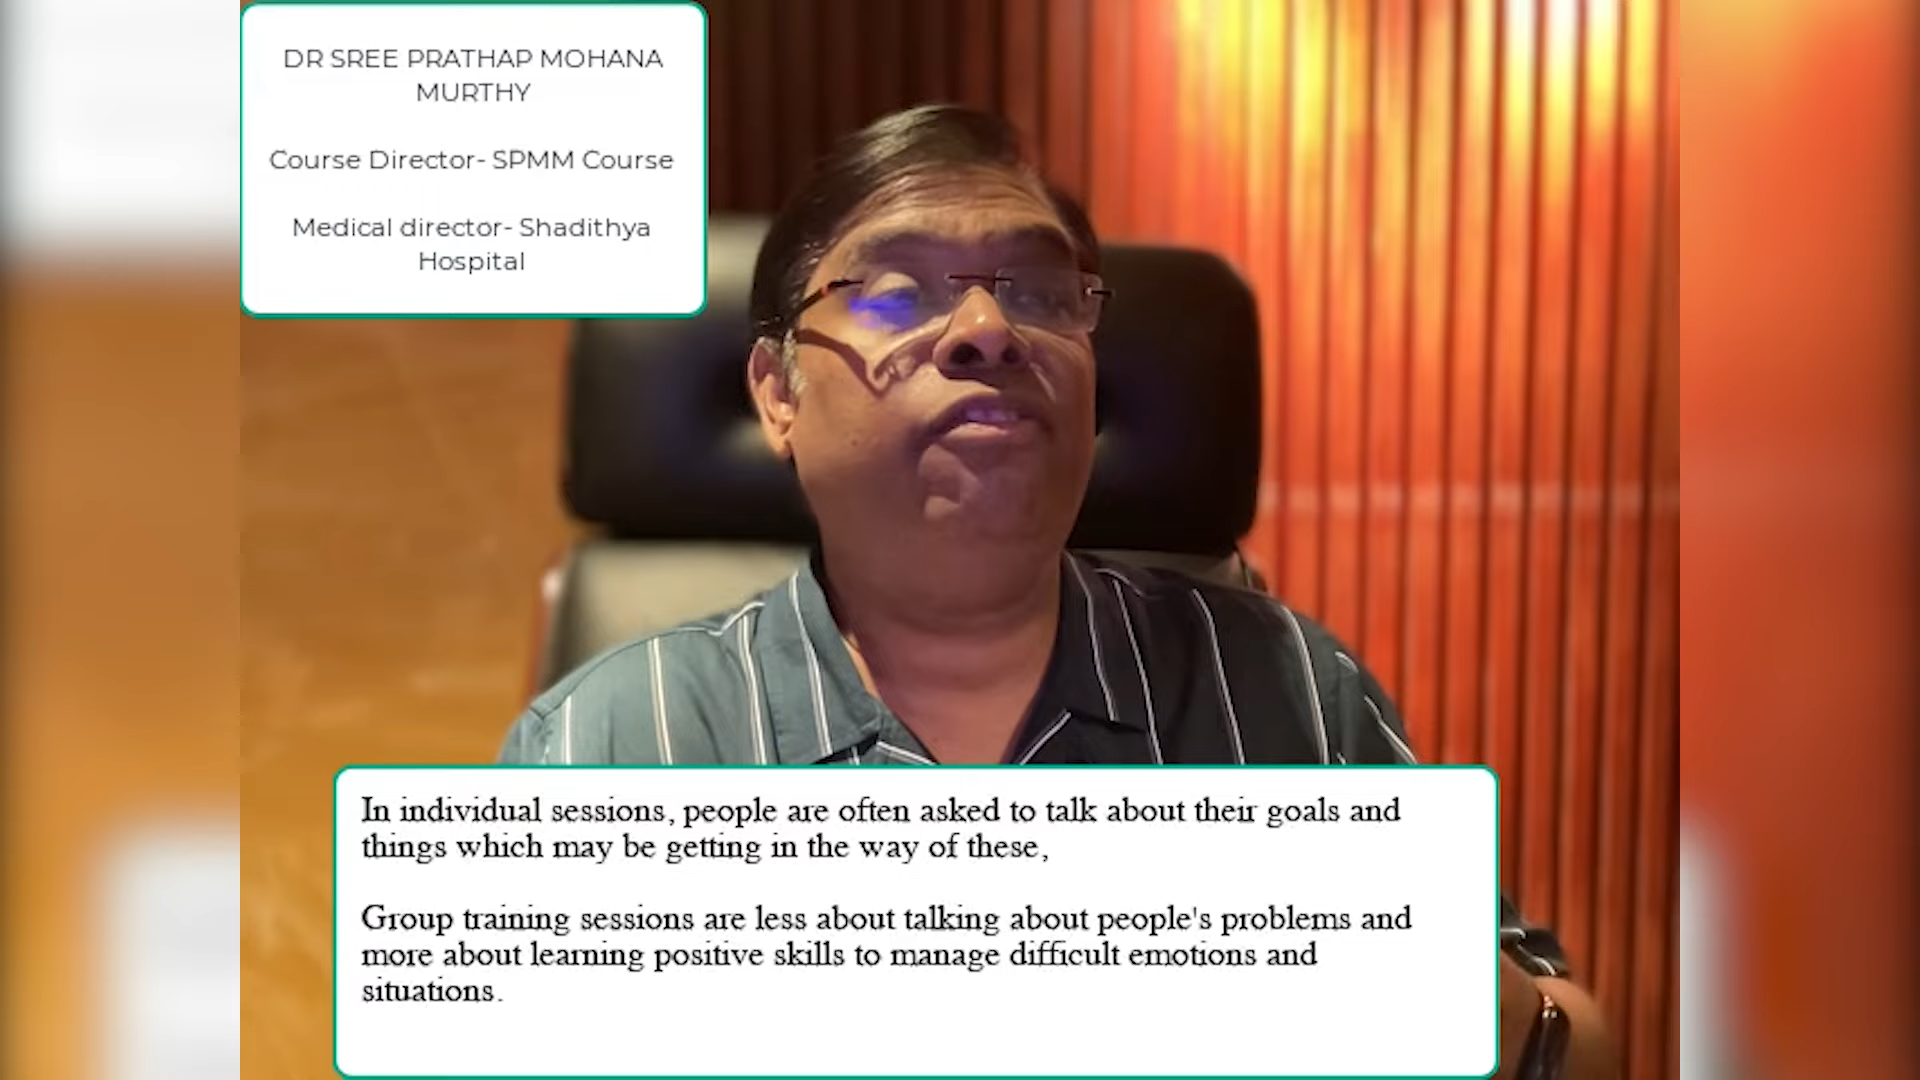 DR SREE PRATHAP MOHANA
MURTHY
Course Director- SPMM Course
Medical director- Shadithya
Hospital
In individual sessions, people are often asked to talk about their goals and
things which may be getting in the way of these,
Group training sessions are less about talking about people's problems and
more about learning positive skills to manage difficult emotions and
situations.